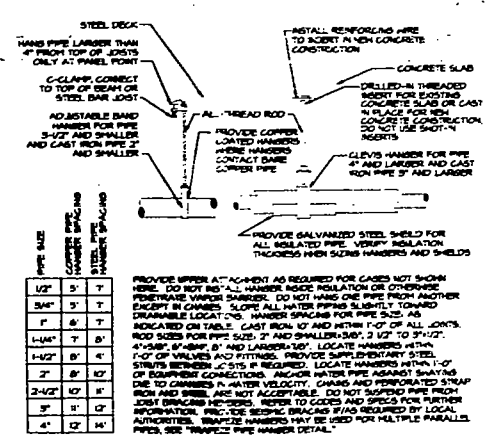 STEEL DECK
HANG PIPE LARGER THAN
4" FROM TOP OF JOISTS
ONLY AT PANEL POINT
C-CLAMP, CONNECT
TO TOP OF BEAM OR
STEEL BAR JOIST
ADJUSTABLE BAND
HANGER FOR PIPE
3-1/2" AND SMALLER
AND CAST IRON PIPE 2"
AND SMALLER
ALL-THREAD ROD
PROVIDE COPPER
COATED HANGERS
WHERE HANGERS
CONTACT BARE
COPPER PIPE
INSTALL REINFORCING WIRE
TO INSERT IN NEW CONCRETE
CONSTRUCTION
CONCRETE SLAB
DRILLED-IN THREADED
INSERT FOR EXISTING
CONCRETE SLAB OR CAST
IN PLACE FOR NEW
CONCRETE CONSTRUCTION.
DO NOT USE SHOT-IN
INSERTS
CLEVIS HANGER FOR PIPE
4" AND LARGER AND CAST
IRON PIPE 3" AND LARGER
PROVIDE GALVANIZED STEEL SHIELD FOR
ALL INSULATED PIPE. VERIFY INSULATION
THICKNESS WHEN SIZING HANGERS AND SHIELDS
PIPE SIZE COPPER PIPE HANGER SPACING STEEL PIPE HANGER SPACING
1/2" 5' 7'
3/4" 5' 7'
1" 6' 7'
1-1/4" 7' 8'
1-1/2" 8'
2" 8' 10'
2-1/2" 10' 11'
3" 11' 12'
4" 12' 14'
PROVIDE UPPER ATTACHMENT AS REQUIRED FOR CASES NOT SHOWN
HERE. DO NOT INSTALL HANGER INSIDE INSULATION OR OTHERWISE
PENETRATE VAPOR BARRIER. DO NOT HANG ONE PIPE FROM ANOTHER
EXCEPT IN CHASES. SLOPE ALL WATER PIPING SLIGHTLY TOWARD
DRAINABLE LOCATIONS. HANGER SPACING FOR PIPE SIZE, AS
INDICATED ON TABLE. CAST IRON, 10' AND WITHIN 1'-0" OF ALL JOINTS.
ROD SIZES FOR PIPE SIZE, 2" AND SMALLER=3/8", 2 1/2" TO
LOCATE HANGERS WITHIN
1'-0" OF VALVES AND FITTINGS. PROVIDE SUPPLEMENTARY STEEL
STRUTS BETWEEN JOISTS IF REQUIRED. LOCATE HANGERS WITHIN 1'-0"
OF EQUIPMENT CONNECTIONS. ANCHOR WATER PIPE AGAINST SWAYING
DUE TO CHANGES IN WATER VELOCITY. CHAINS AND PERFORATED STRAP
IRON AND STEEL ARE NOT ACCEPTABLE. DO NOT SUSPEND PIPE FROM
JOIST BRACING MEMBERS. REFER TO CODES AND SPECS FOR FURTHER
INFORMATION. PROVIDE SEISMIC BRACING IF/AS REQUIRED BY LOCAL
AUTHORITIES. TRAPEZE HANGERS MAY BE USED FOR MULTIPLE PARALLEL
PIPES, SEE "TRAPEZE PIPE HANGER DETAIL."